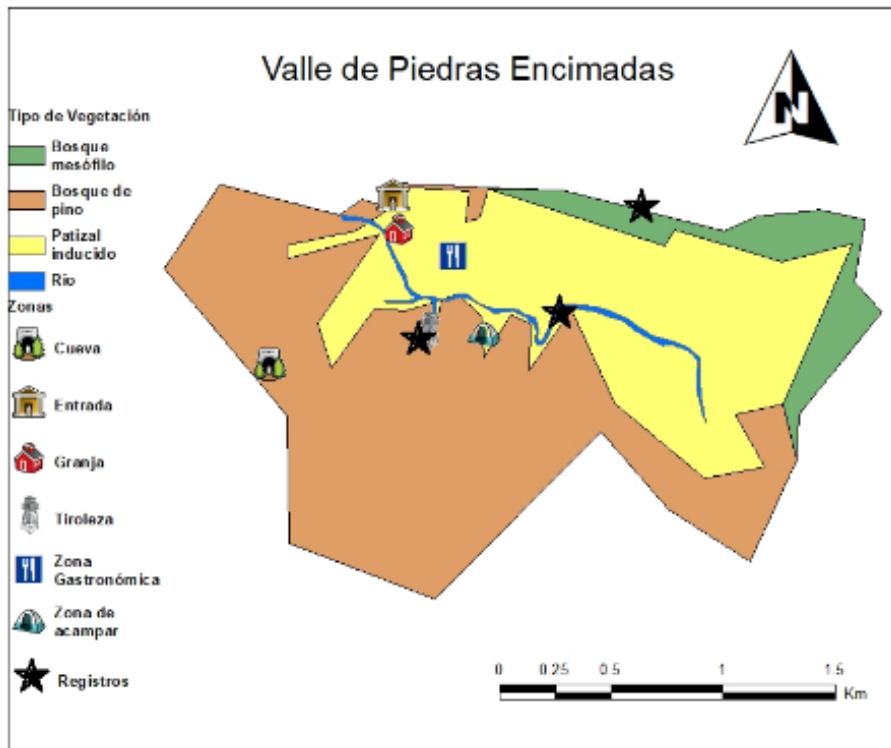 Valle de Piedras Encimadas
N
Tipo de Vegetación
Bosque
mesófilo
Bosque de
pino
Patizal
inducido
Río
Zonas
Cueva
Entrada
Granja
Tiroleza
Zona
Gastronómica
Zona de
acampar
Registros
0 0.25 0.5 1 1.5
Km